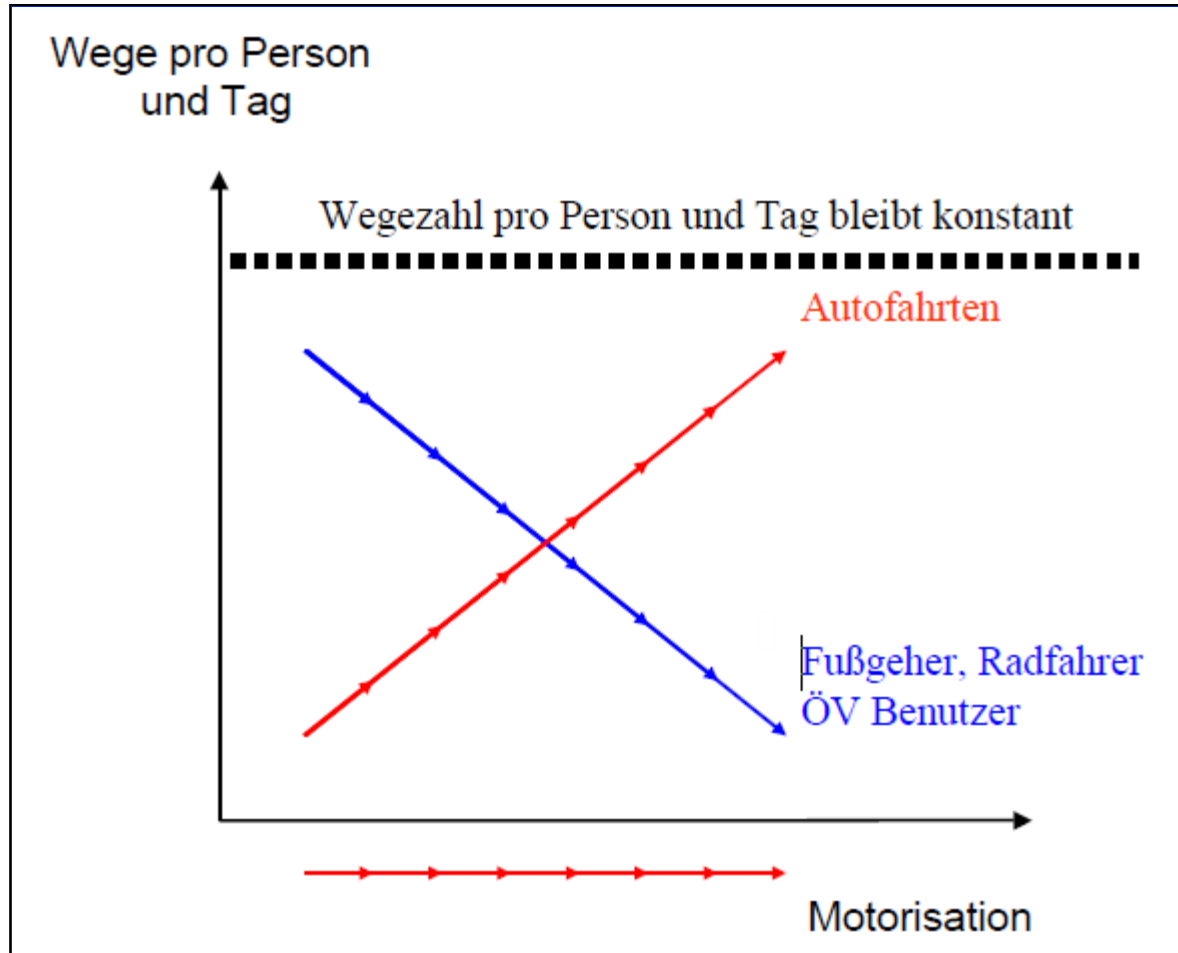 Wege pro Person
und Tag
Wegezahl pro Person und Tag bleibt konstant
Autofahrten
Fußgeher, Radfahrer
ÖV Benutzer
Motorisation